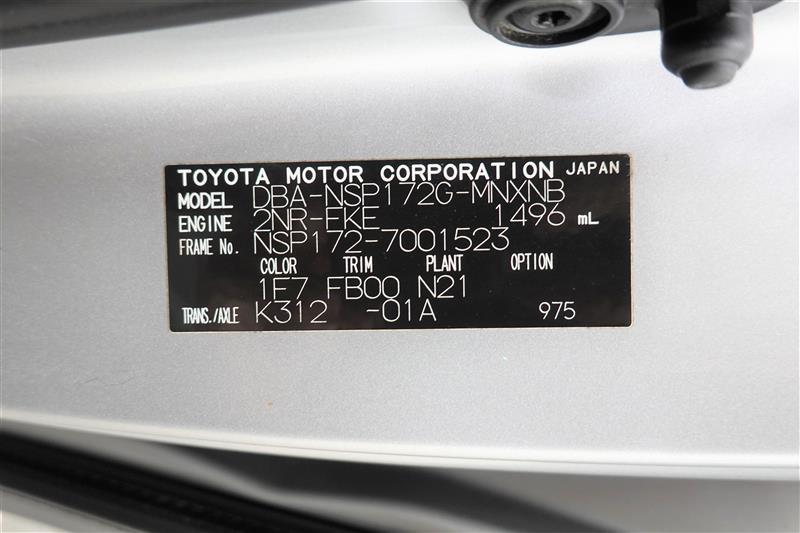 TOYOTA MOTOR CORPORATION JAPAN
MODEL DBA-NSP172G-MNXNB
ENGINE 2NR-FKE 1496 mL
FRAME No. NSP172-7001523
COLOR TRIM PLANT OPTION
1F7 FB00 N21
TRANS./AXLE K312 -01A 975